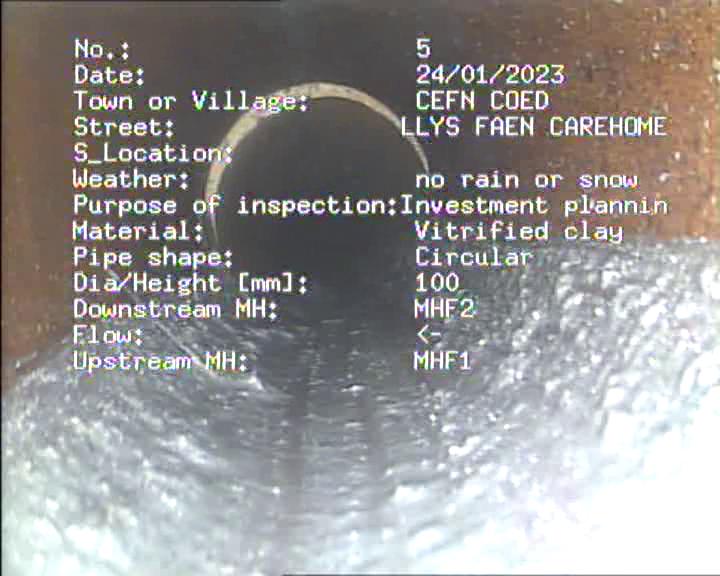 No.: 5
Date: 24/01/2023
Town or Village: CEFN COED
Street: LLYS FAEN CAREHOME
S_Location:
Weather: no rain or snow
Purpose of inspection:Investment plannin
Material: Vitrified clay
Pipe shape: Circular
Dia/Height [mm]: 100
Downstream MH: MHF2
Flow: <-
Upstream MH: MHF1